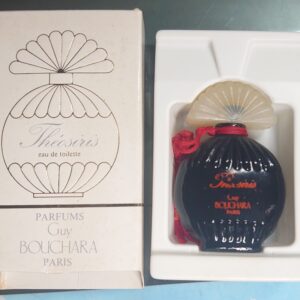 Théosiris
eau de toilette
PARFUMS
Guy
BOUCHARA
PARIS
Théosiris
Guy
BOUCHARA
PARIS